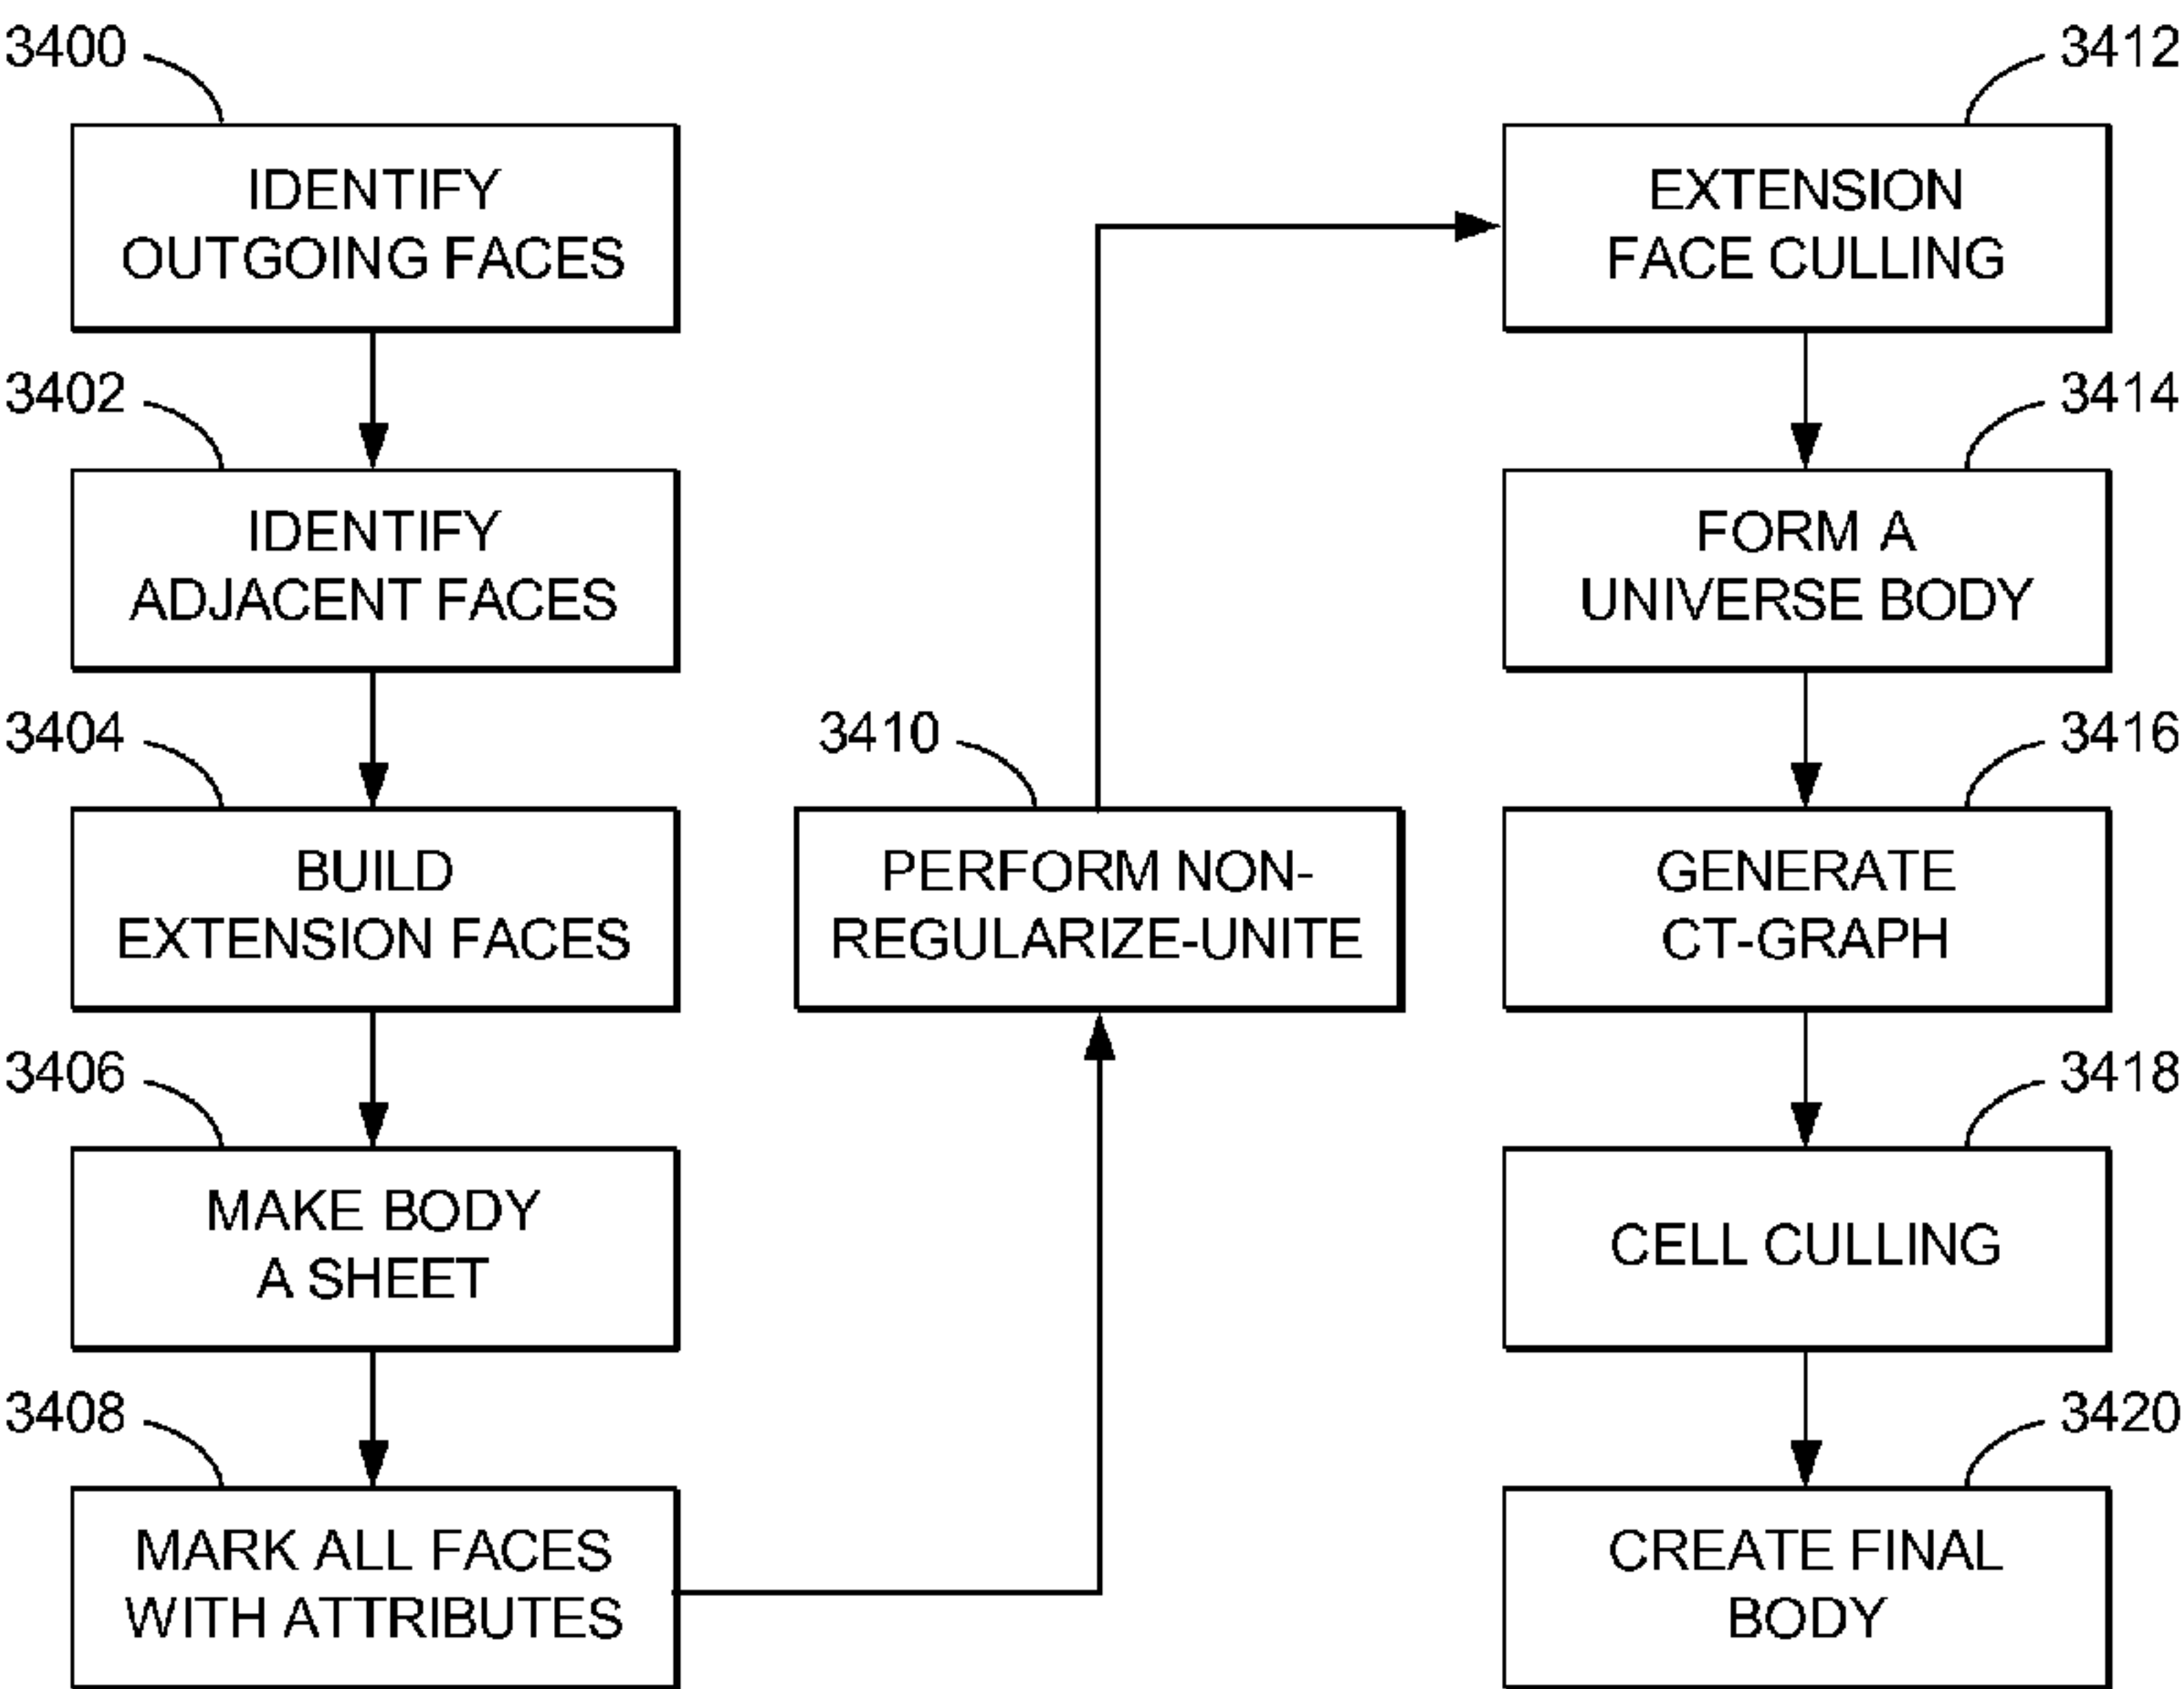 3400
IDENTIFY
OUTGOING FACES
3402
IDENTIFY
ADJACENT FACES
3404
BUILD
EXTENSION FACES
3406
MAKE BODY
A SHEET
3408
MARK ALL FACES
WITH ATTRIBUTES
3410
PERFORM NON-
REGULARIZE-UNITE
3412
EXTENSION
FACE CULLING
3414
FORM A
UNIVERSE BODY
3416
GENERATE
CT-GRAPH
3418
CELL CULLING
3420
CREATE FINAL
BODY